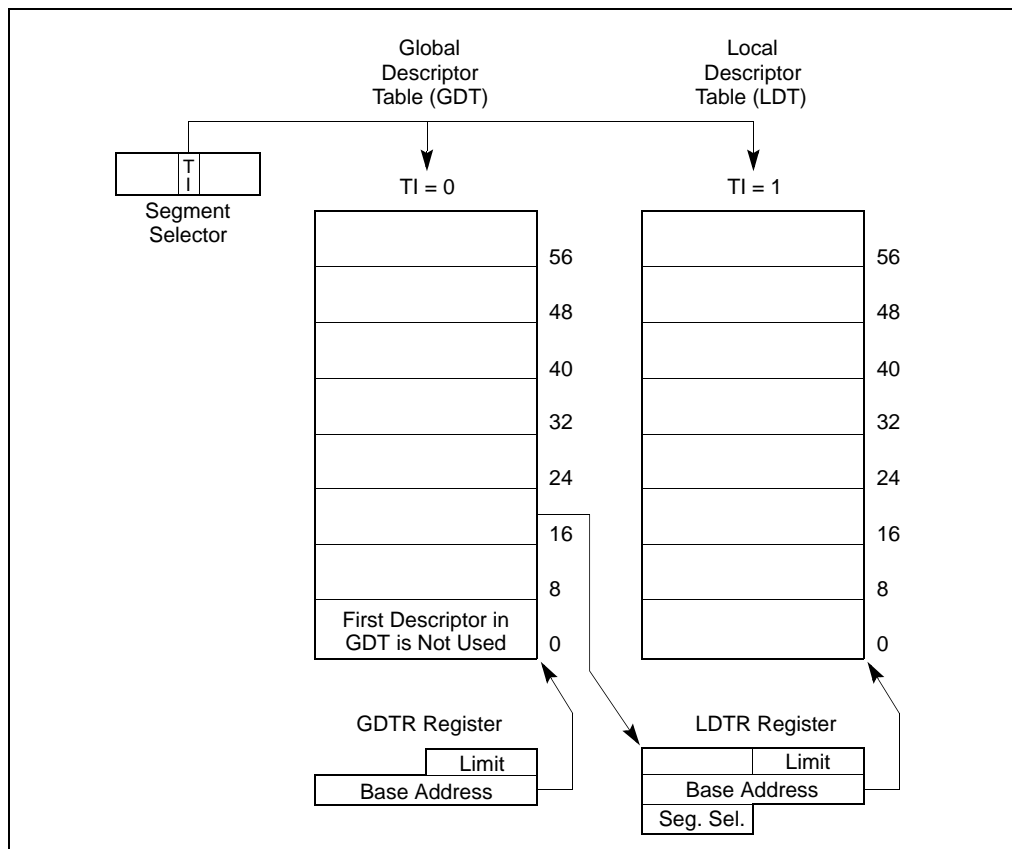 Global
Descriptor
Table (GDT)
Local
Descriptor
Table (LDT)
T
I
Segment
Selector
TI = 0
TI = 1
56
48
40
32
24
16
8
0
First Descriptor in
GDT is Not Used
56
48
40
32
24
16
8
0
GDTR Register
Limit
Base Address
LDTR Register
Limit
Base Address
Seg. Sel.